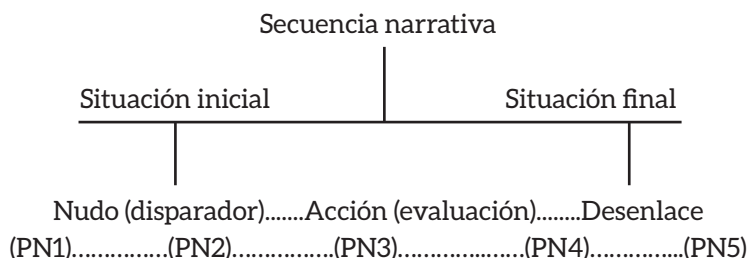 Secuencia narrativa
Situación inicial Situación final
Nudo (disparador).......Acción (evaluación)........Desenlace
(PN1)……………(PN2)…………….(PN3)……………..……(PN4)…………...(PN5)